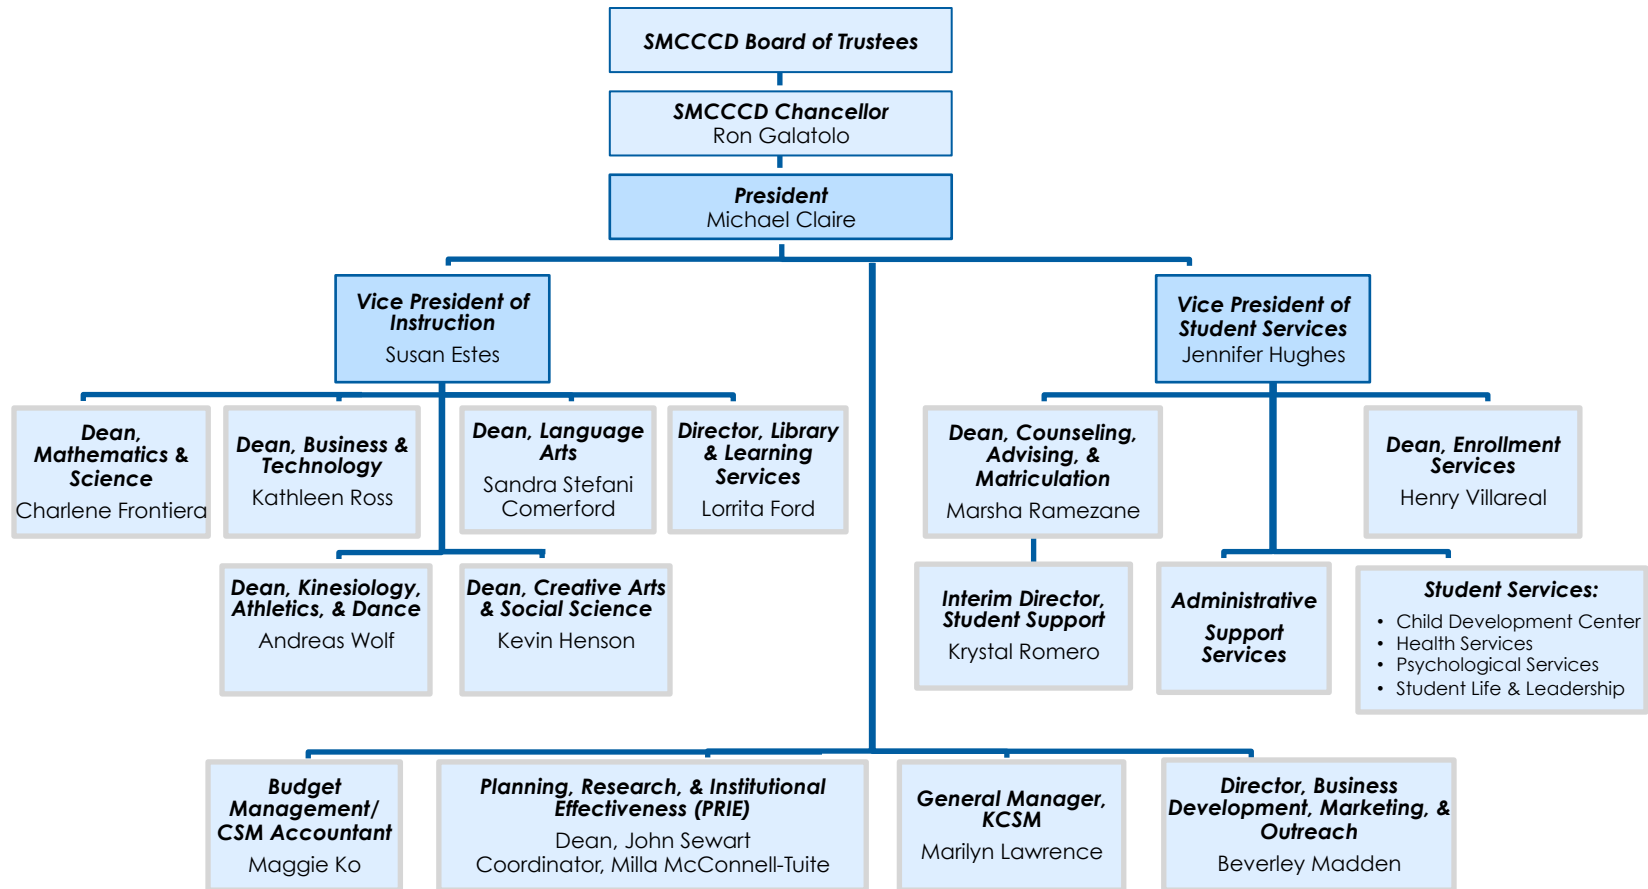 SMCCCD Board of Trustees
SMCCCD Chancellor
Ron Galatolo
President
Michael Claire
Vice President of
Instruction
Susan Estes
Vice President of
Student Services
Jennifer Hughes
Dean,
Mathematics &
Science
Charlene Frontiera
Dean, Business &
Technology
Kathleen Ross
Dean, Language
Arts
Sandra Stefani
Comerford
Director, Library
& Learning
Services
Lorrita Ford
Dean, Counseling,
Advising, &
Matriculation
Marsha Ramezane
Dean, Enrollment
Services
Henry Villareal
Dean, Kinesiology,
Athletics, & Dance
Andreas Wolf
Dean, Creative Arts
& Social Science
Kevin Henson
Interim Director,
Student Support
Krystal Romero
Administrative
Support
Services
Student Services:
• Child Development Center
• Health Services
• Psychological Services
• Student Life & Leadership
Budget
Management/
CSM Accountant
Maggie Ko
Planning, Research, & Institutional
Effectiveness (PRIE)
Dean, John Sewart
Coordinator, Milla McConnell-Tuite
General Manager,
KCSM
Marilyn Lawrence
Director, Business
Development, Marketing, &
Outreach
Beverley Madden